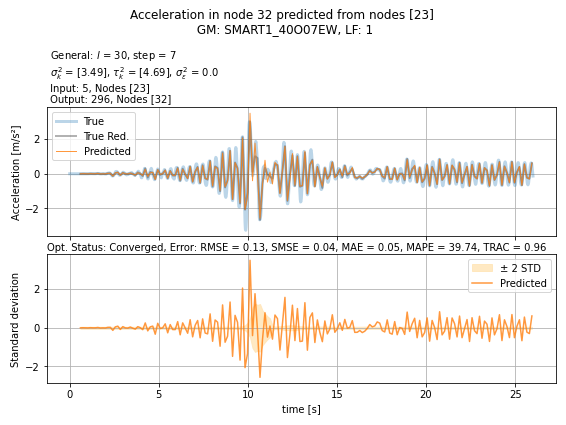 Acceleration in node 32 predicted from nodes [23]
GM: SMART1_40O07EW, LF: 1
General: l = 30, step = 7
σ²ₖ = [3.49], τ²ₖ = [4.69], σ²ε = 0.0
Input: 5, Nodes [23]
Output: 296, Nodes [32]
True
True Red.
Predicted
Acceleration [m/s²]
2
0
−2
Opt. Status: Converged, Error: RMSE = 0.13, SMSE = 0.04, MAE = 0.05, MAPE = 39.74, TRAC = 0.96
± 2 STD
Predicted
Standard deviation
2
0
−2
0 5 10 15 20 25
time [s]